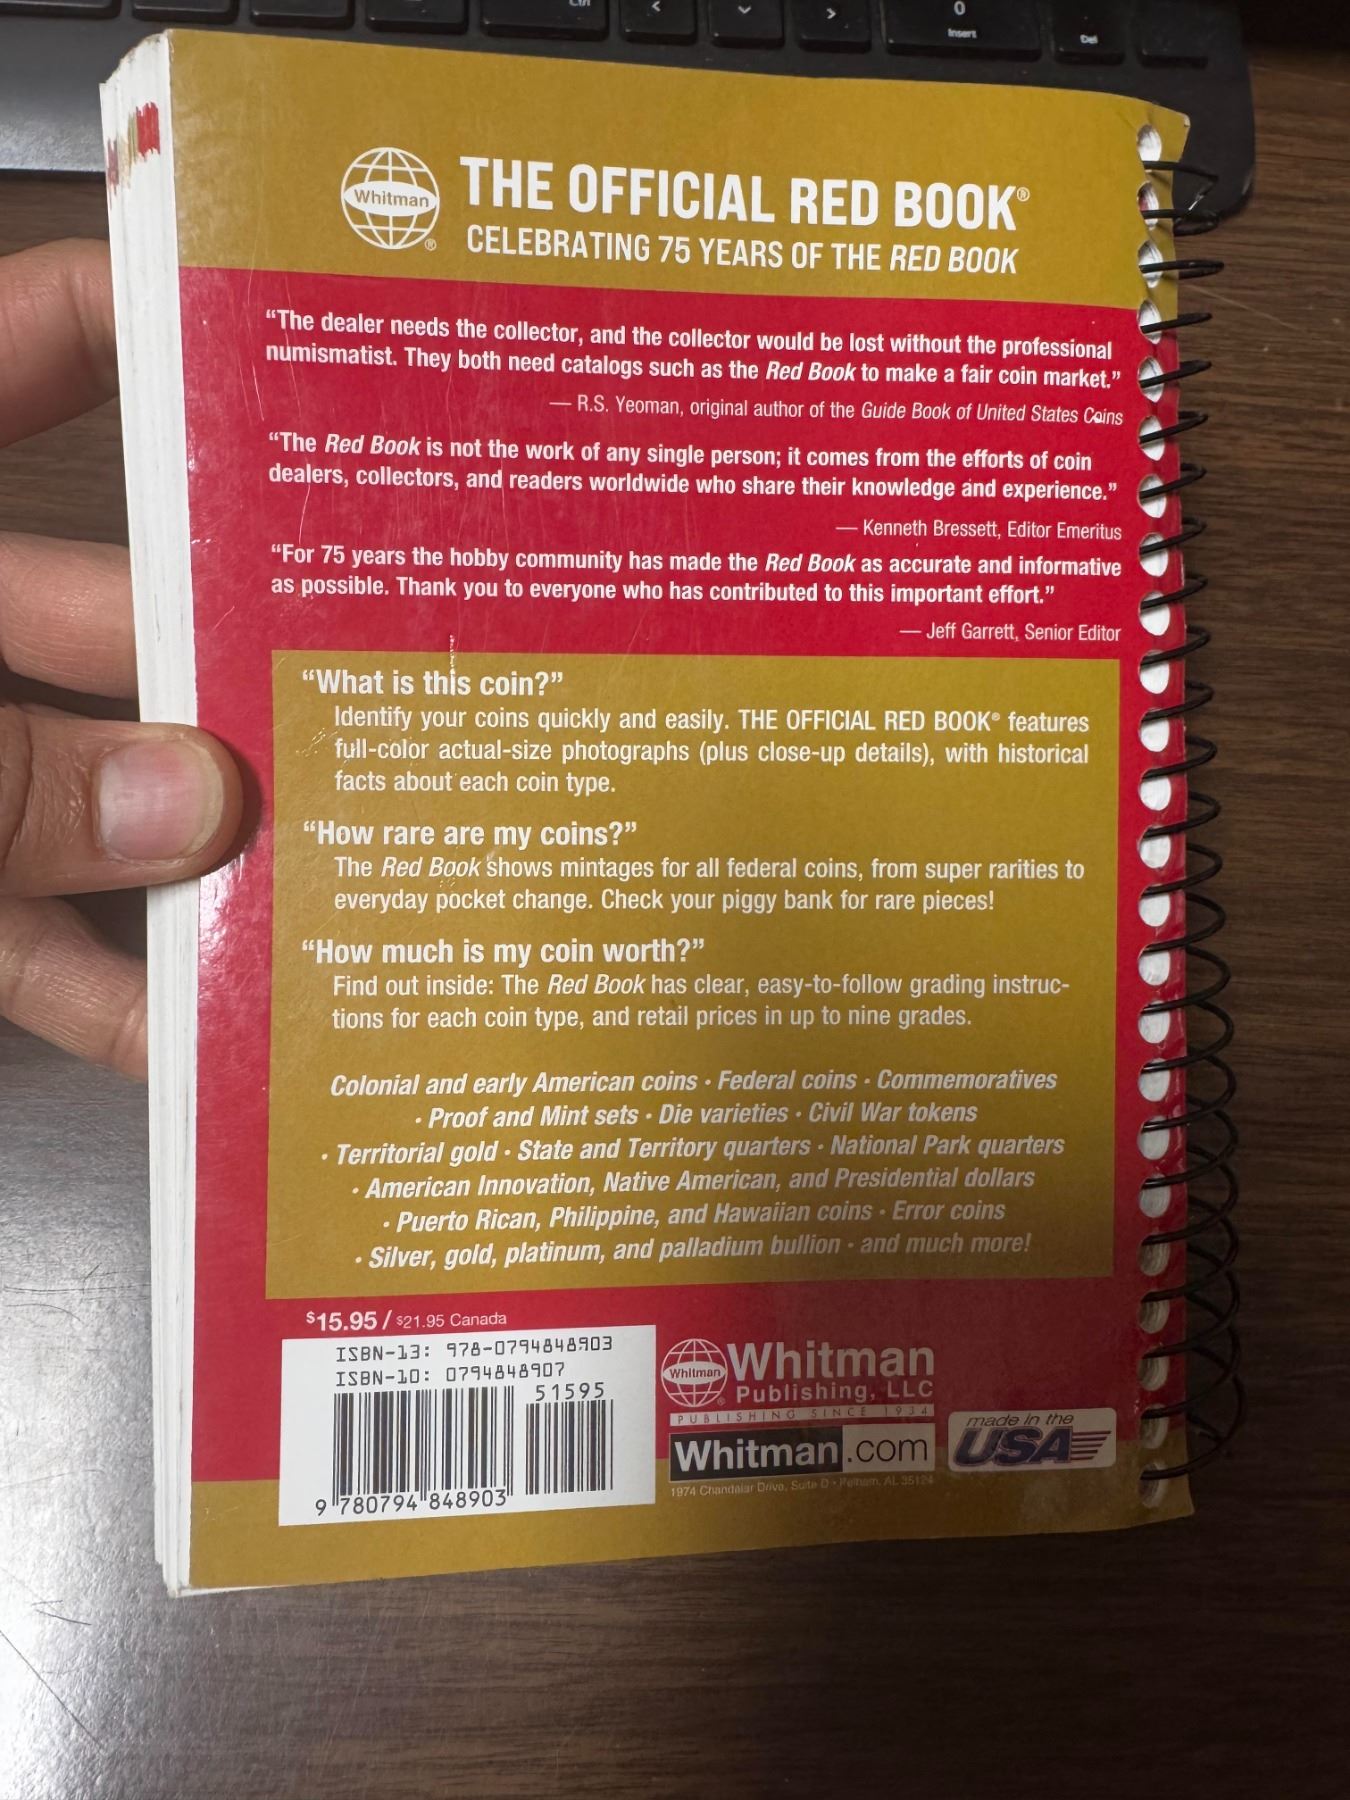 Ctrl
0
Insert
Del
Whitman®
THE OFFICIAL RED BOOK®
CELEBRATING 75 YEARS OF THE RED BOOK
“The dealer needs the collector, and the collector would be lost without the professional
numismatist. They both need catalogs such as the Red Book to make a fair coin market.”
— R.S. Yeoman, original author of the Guide Book of United States Coins
“The Red Book is not the work of any single person; it comes from the efforts of coin
dealers, collectors, and readers worldwide who share their knowledge and experience.”
— Kenneth Bressett, Editor Emeritus
“For 75 years the hobby community has made the Red Book as accurate and informative
as possible. Thank you to everyone who has contributed to this important effort.”
— Jeff Garrett, Senior Editor
“What is this coin?”
Identify your coins quickly and easily. THE OFFICIAL RED BOOK® features
full-color actual-size photographs (plus close-up details), with historical
facts about each coin type.
“How rare are my coins?”
The Red Book shows mintages for all federal coins, from super rarities to
everyday pocket change. Check your piggy bank for rare pieces!
“How much is my coin worth?”
Find out inside: The Red Book has clear, easy-to-follow grading instruc-
tions for each coin type, and retail prices in up to nine grades.
Colonial and early American coins • Federal coins • Commemoratives
• Proof and Mint sets • Die varieties • Civil War tokens
• Territorial gold • State and Territory quarters • National Park quarters
• American Innovation, Native American, and Presidential dollars
• Puerto Rican, Philippine, and Hawaiian coins • Error coins
• Silver, gold, platinum, and palladium bullion • and much more!
$15.95 / $21.95 Canada
ISBN-13: 978-0794848903
ISBN-10: 0794848907
51595
9 780794 848903
Whitman®
Whitman
Publishing, LLC
PUBLISHING SINCE 1934
Whitman.com
1974 Chandalar Drive, Suite D • Pelham, AL 35124
made in the
USA